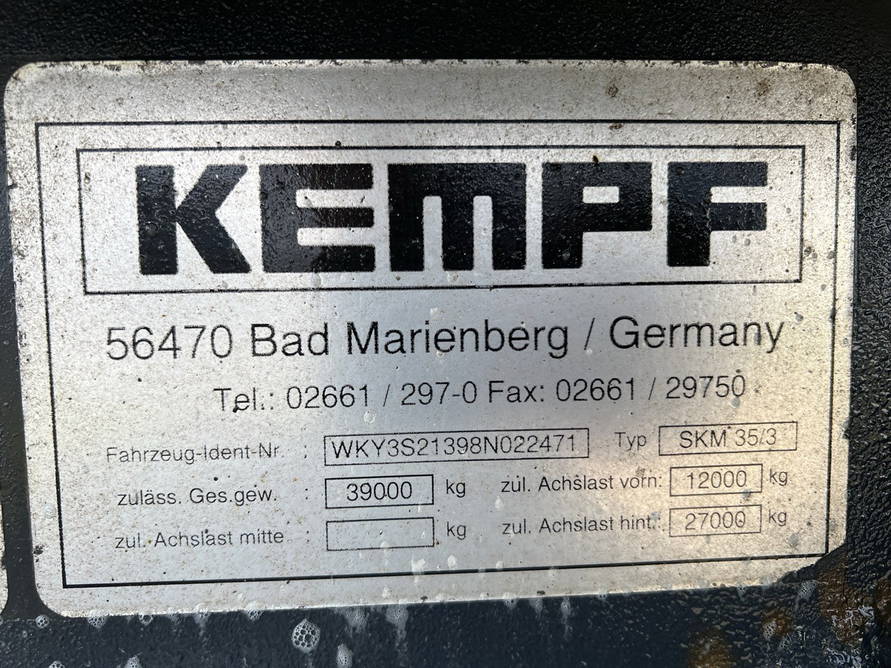 KEMPF
56470 Bad Marienberg / Germany
Tel.: 02661 / 297-0 Fax: 02661 / 29750
Fahrzeug-Ident-Nr. : WKY3S21398N022471 Typ SKM 35/3
zuläss. Ges.gew. : 39000 kg zul. Achslast vorn: 12000 kg
zul. Achslast mitte : kg zul. Achslast hint.: 27000 kg